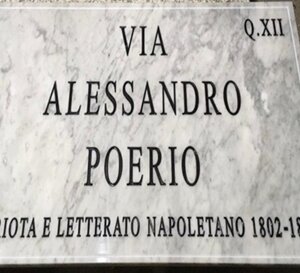 VIA Q.XII
ALESSANDRO
POERIO
E LETTERATO NAPOLETANO